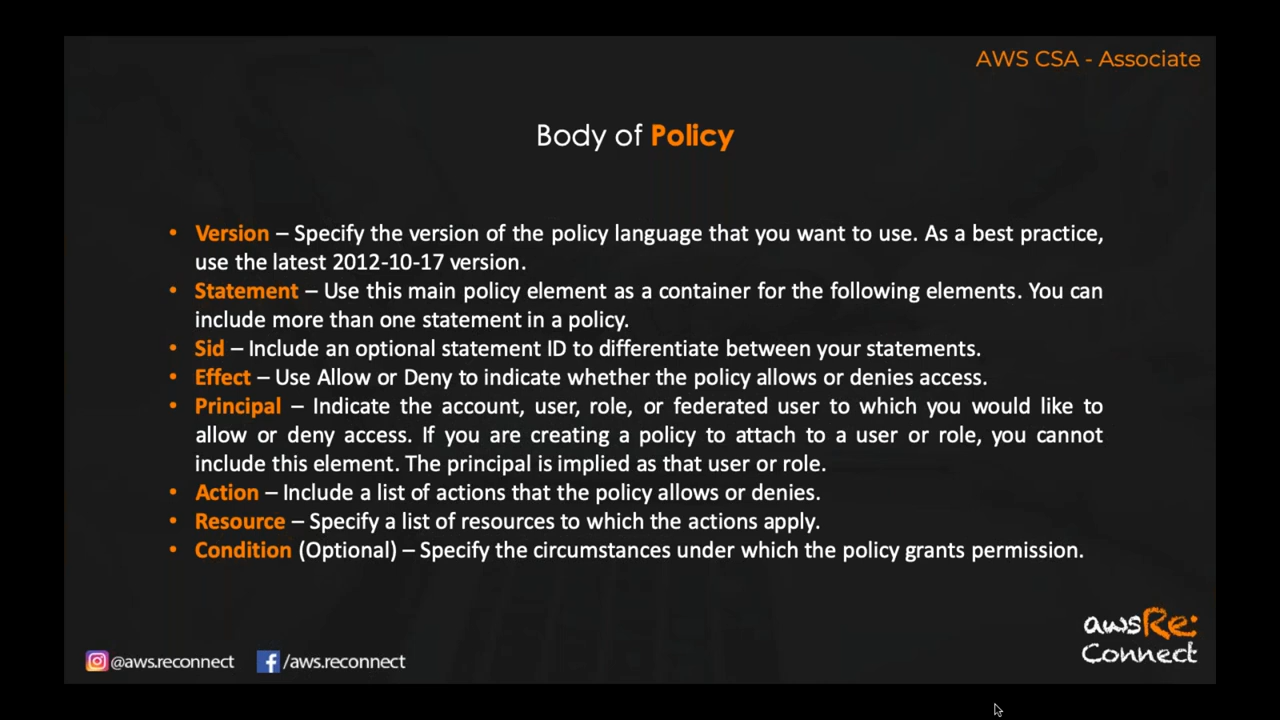 AWS CSA - Associate
Body of Policy
• Version – Specify the version of the policy language that you want to use. As a best practice,
use the latest 2012-10-17 version.
• Statement – Use this main policy element as a container for the following elements. You can
include more than one statement in a policy.
• Sid – Include an optional statement ID to differentiate between your statements.
• Effect – Use Allow or Deny to indicate whether the policy allows or denies access.
• Principal – Indicate the account, user, role, or federated user to which you would like to
allow or deny access. If you are creating a policy to attach to a user or role, you cannot
include this element. The principal is implied as that user or role.
• Action – Include a list of actions that the policy allows or denies.
• Resource – Specify a list of resources to which the actions apply.
• Condition (Optional) – Specify the circumstances under which the policy grants permission.
awsRe:
Connect
@aws.reconnect
/aws.reconnect